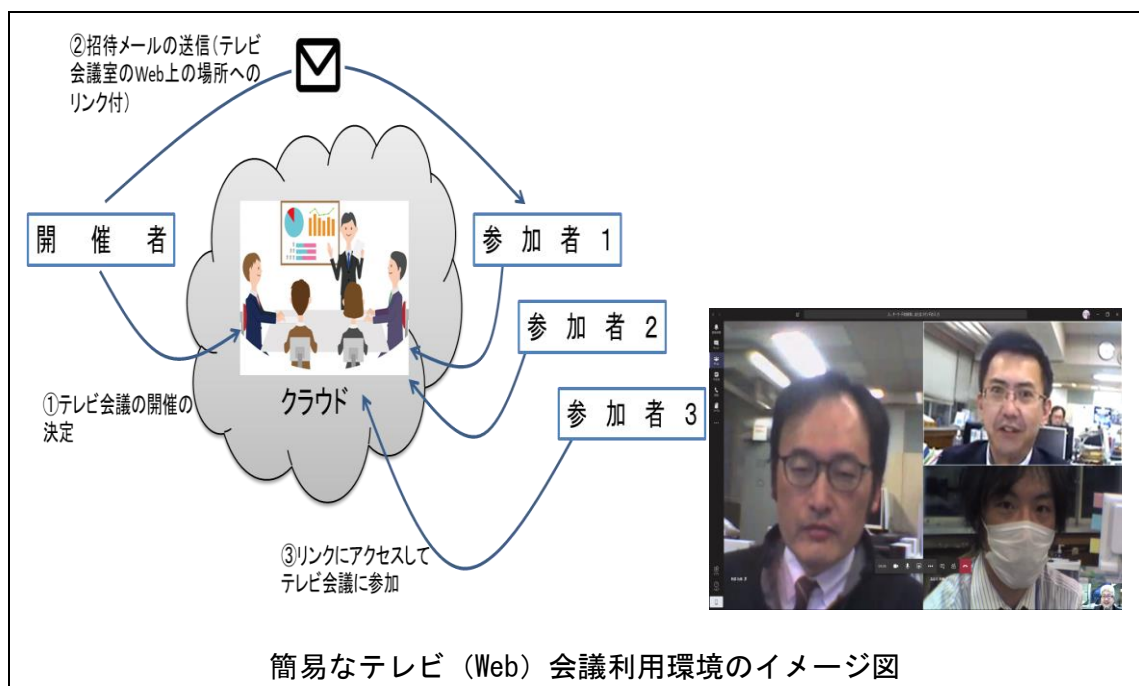 ②招待メールの送信(テレビ
会議室のWeb上の場所への
リンク付)
開催者
参加者1
参加者2
参加者3
クラウド
①テレビ会議の開催の
決定
③リンクにアクセスして
テレビ会議に参加
簡易なテレビ(Web)会議利用環境のイメージ図